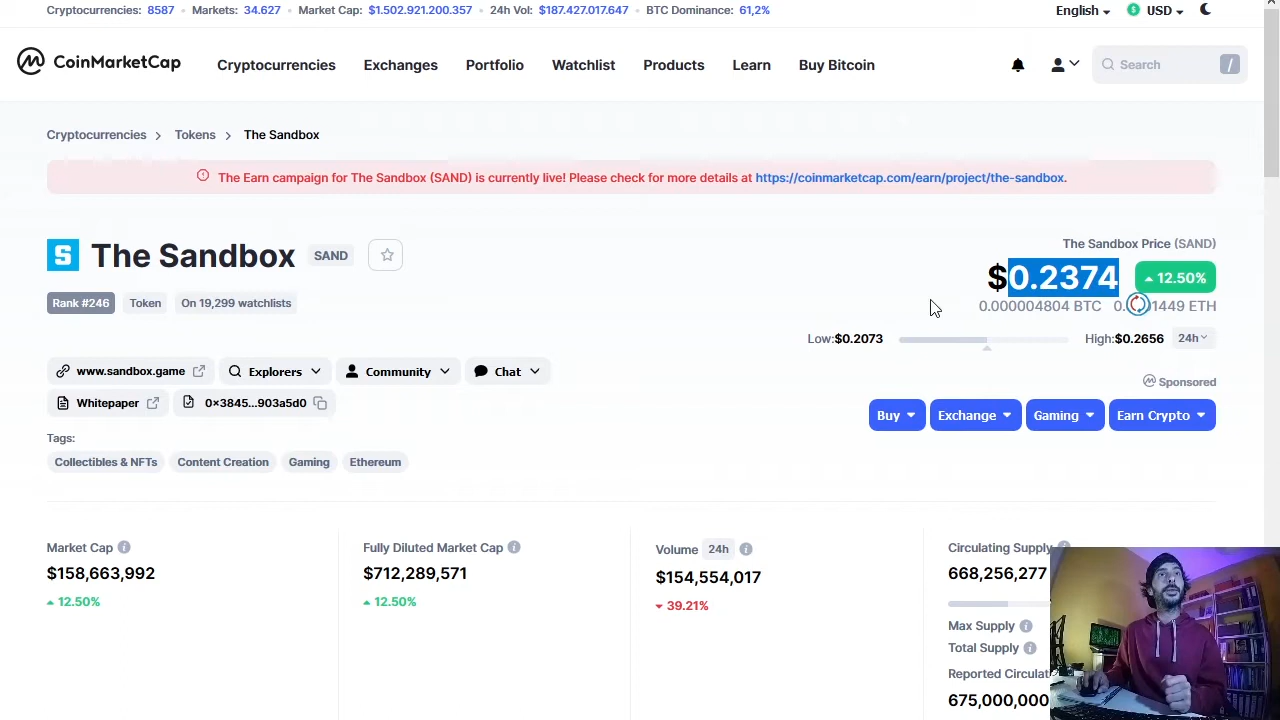 Cryptocurrencies: 8587 • Markets: 34.627 • Market Cap: $1.502.921.200.357 • 24h Vol: $187.427.017.647 • BTC Dominance: 61,2%
English USD
CoinMarketCap Cryptocurrencies Exchanges Portfolio Watchlist Products Learn Buy Bitcoin Search /
Cryptocurrencies > Tokens > The Sandbox
The Earn campaign for The Sandbox (SAND) is currently live! Please check for more details at https://coinmarketcap.com/earn/project/the-sandbox.
S The Sandbox SAND
The Sandbox Price (SAND)
$0.2374 12.50%
0.000004804 BTC 1449 ETH
Low:$0.2073 High:$0.2656 24h
Rank #246 Token On 19,299 watchlists
www.sandbox.game Explorers Community Chat
Whitepaper 0×3845...903a5d0
Sponsored
Buy Exchange Gaming Earn Crypto
Tags:
Collectibles & NFTs Content Creation Gaming Ethereum
Market Cap
$158,663,992
12.50%
Fully Diluted Market Cap
$712,289,571
12.50%
Volume 24h
$154,554,017
39.21%
Circulating Supply
668,256,277
Max Supply
Total Supply
Reported
675,000,000